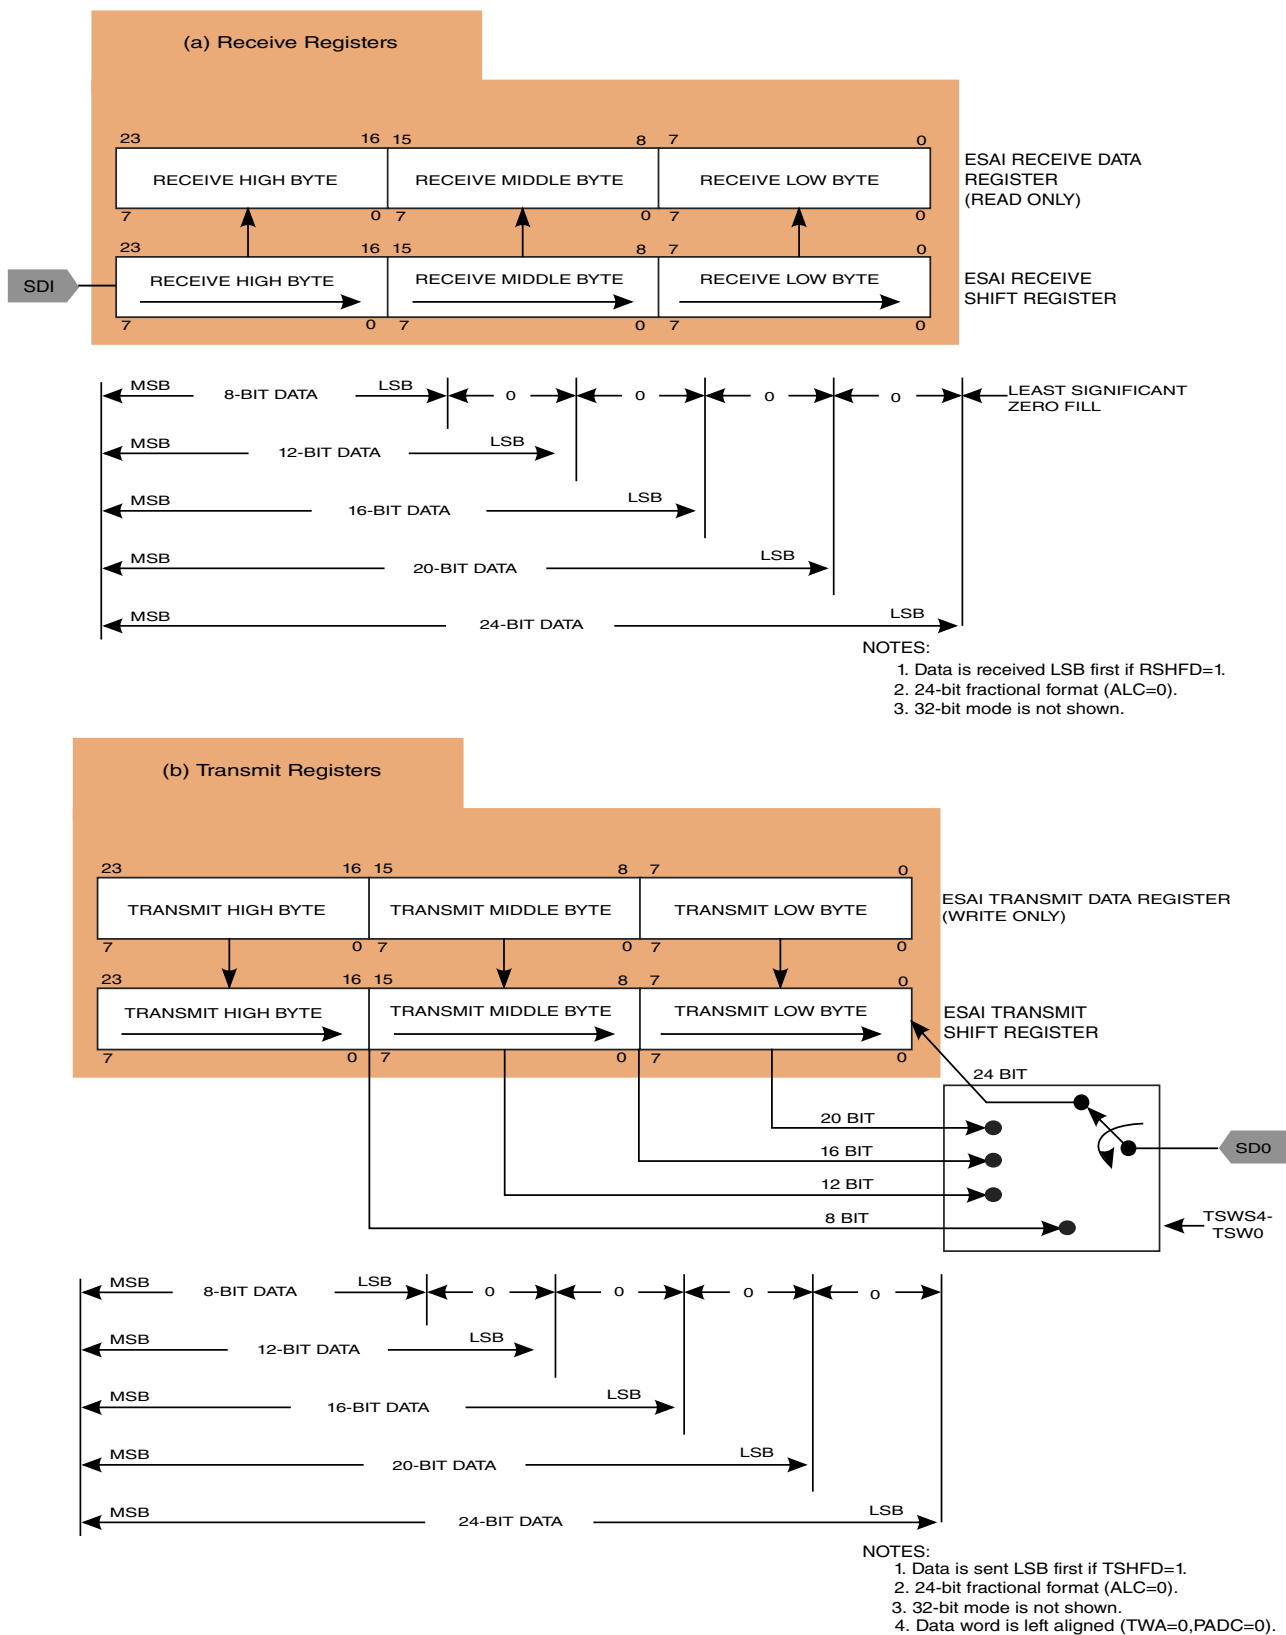 (a) Receive Registers
23 16 15 8 7 0
RECEIVE HIGH BYTE RECEIVE MIDDLE BYTE RECEIVE LOW BYTE
ESAI RECEIVE DATA
REGISTER
(READ ONLY)
7 0 7 0 7 0
23 16 15 8 7 0
SDI
RECEIVE HIGH BYTE RECEIVE MIDDLE BYTE RECEIVE LOW BYTE
ESAI RECEIVE
SHIFT REGISTER
7 0 7 0 7 0
MSB 8-BIT DATA LSB 0 0 0 0
LEAST SIGNIFICANT
ZERO FILL
MSB 12-BIT DATA LSB
MSB 16-BIT DATA LSB
MSB 20-BIT DATA LSB
MSB 24-BIT DATA LSB
NOTES:
1. Data is received LSB first if RSHFD=1.
2. 24-bit fractional format (ALC=0).
3. 32-bit mode is not shown.
(b) Transmit Registers
23 16 15 8 7 0
TRANSMIT HIGH BYTE TRANSMIT MIDDLE BYTE TRANSMIT LOW BYTE
ESAI TRANSMIT DATA REGISTER
(WRITE ONLY)
7 0 7 0 7 0
23 16 15 8 7 0
TRANSMIT HIGH BYTE TRANSMIT MIDDLE BYTE TRANSMIT LOW BYTE
ESAI TRANSMIT
SHIFT REGISTER
7 0 7 0 7 0
24 BIT
20 BIT
16 BIT
12 BIT
8 BIT
SD0
TSWS4-
TSW0
MSB 8-BIT DATA LSB 0 0 0 0
MSB 12-BIT DATA LSB
MSB 16-BIT DATA LSB
MSB 20-BIT DATA LSB
MSB 24-BIT DATA LSB
NOTES:
1. Data is sent LSB first if TSHFD=1.
2. 24-bit fractional format (ALC=0).
3. 32-bit mode is not shown.
4. Data word is left aligned (TWA=0,PADC=0).